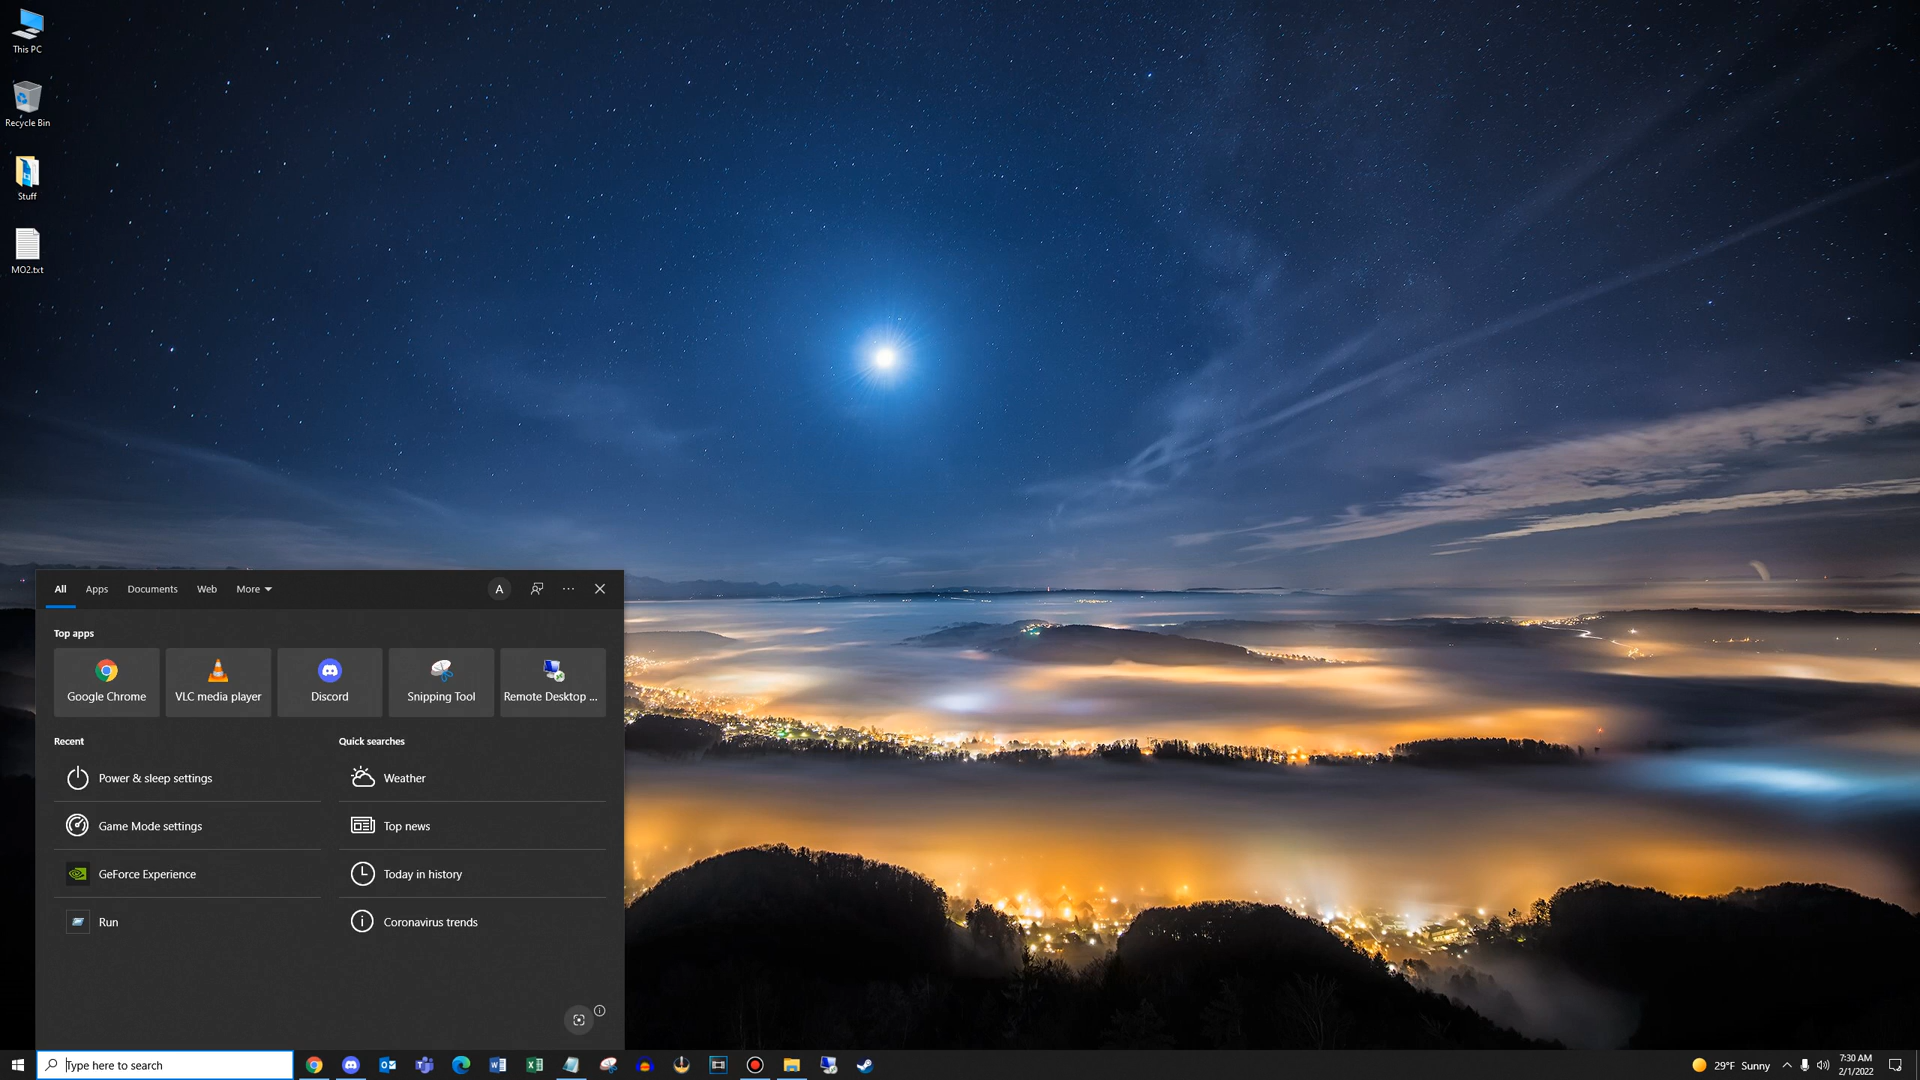 This PC
Recycle Bin
Stuff
MO2.txt
All Apps Documents Web More A
Top apps
Google Chrome VLC media player Discord Snipping Tool Remote Desktop ...
Recent
Power & sleep settings
Game Mode settings
GeForce Experience
Run
Quick searches
Weather
Top news
Today in history
Coronavirus trends
Type here to search
29°F Sunny
7:30 AM
2/1/2022